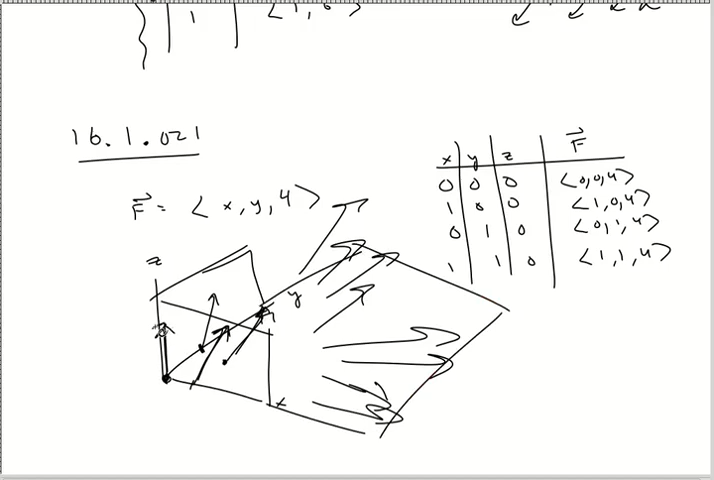 16.1.021
F⃗ = < x, y, 4 >
x y z F⃗
0 0 0 <0,0,4>
1 0 0 <1,0,4>
0 1 0 <0,1,4>
1 1 0 <1,1,4>
z
y
x